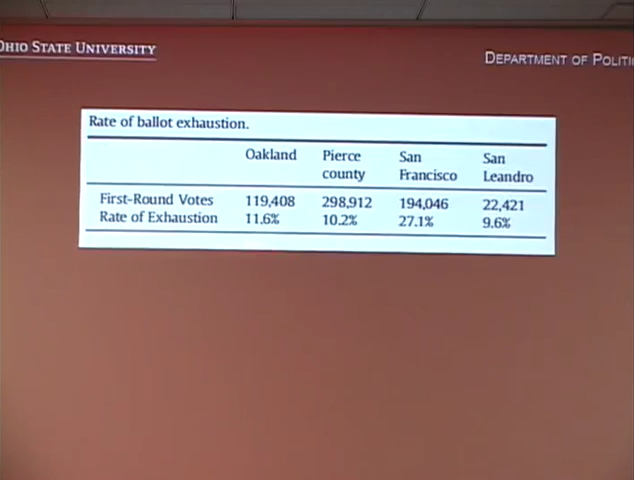 OHIO STATE UNIVERSITY
DEPARTMENT OF POLITI
Rate of ballot exhaustion.
Oakland Pierce county San Francisco San Leandro
First-Round Votes 119,408 298,912 194,046 22,421
Rate of Exhaustion 11.6% 10.2% 27.1% 9.6%